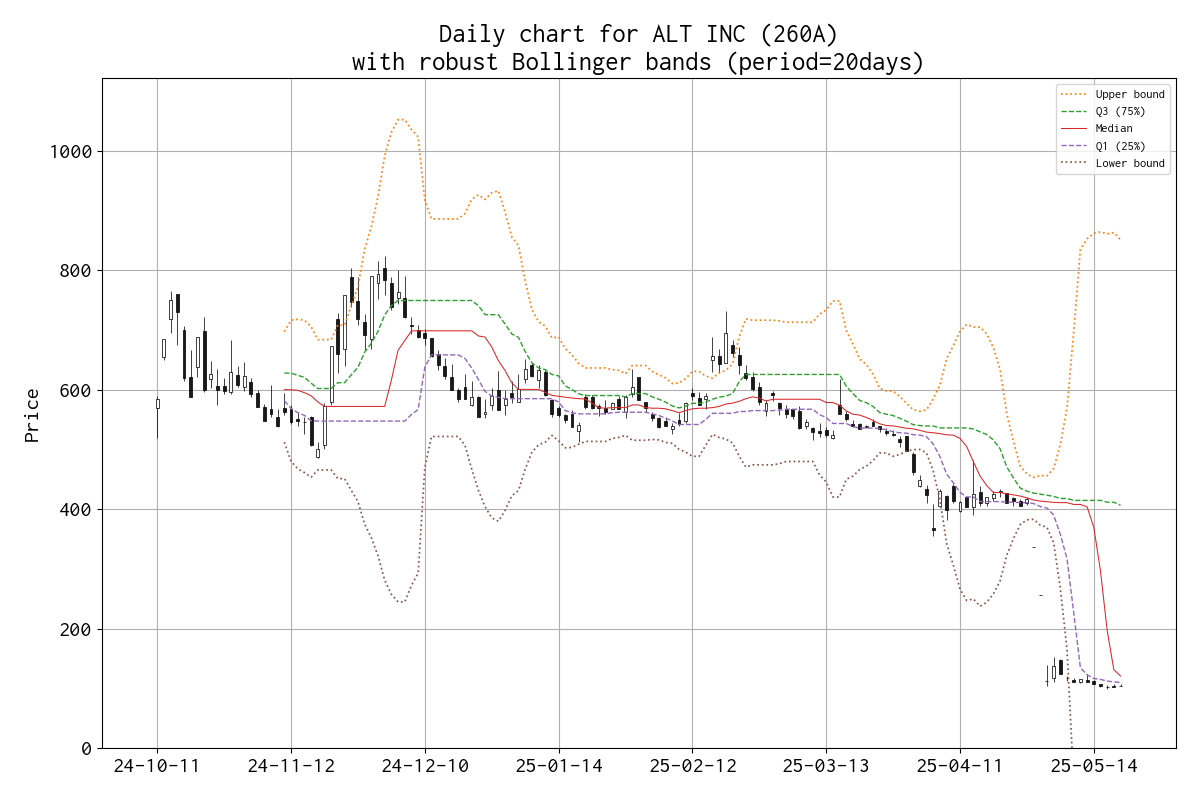 Daily chart for ALT INC (260A)
with robust Bollinger bands (period=20days)
Upper bound
Q3 (75%)
Median
Q1 (25%)
Lower bound
Price
1000
800
600
400
200
0
24-10-11
24-11-12
24-12-10
25-01-14
25-02-12
25-03-13
25-04-11
25-05-14